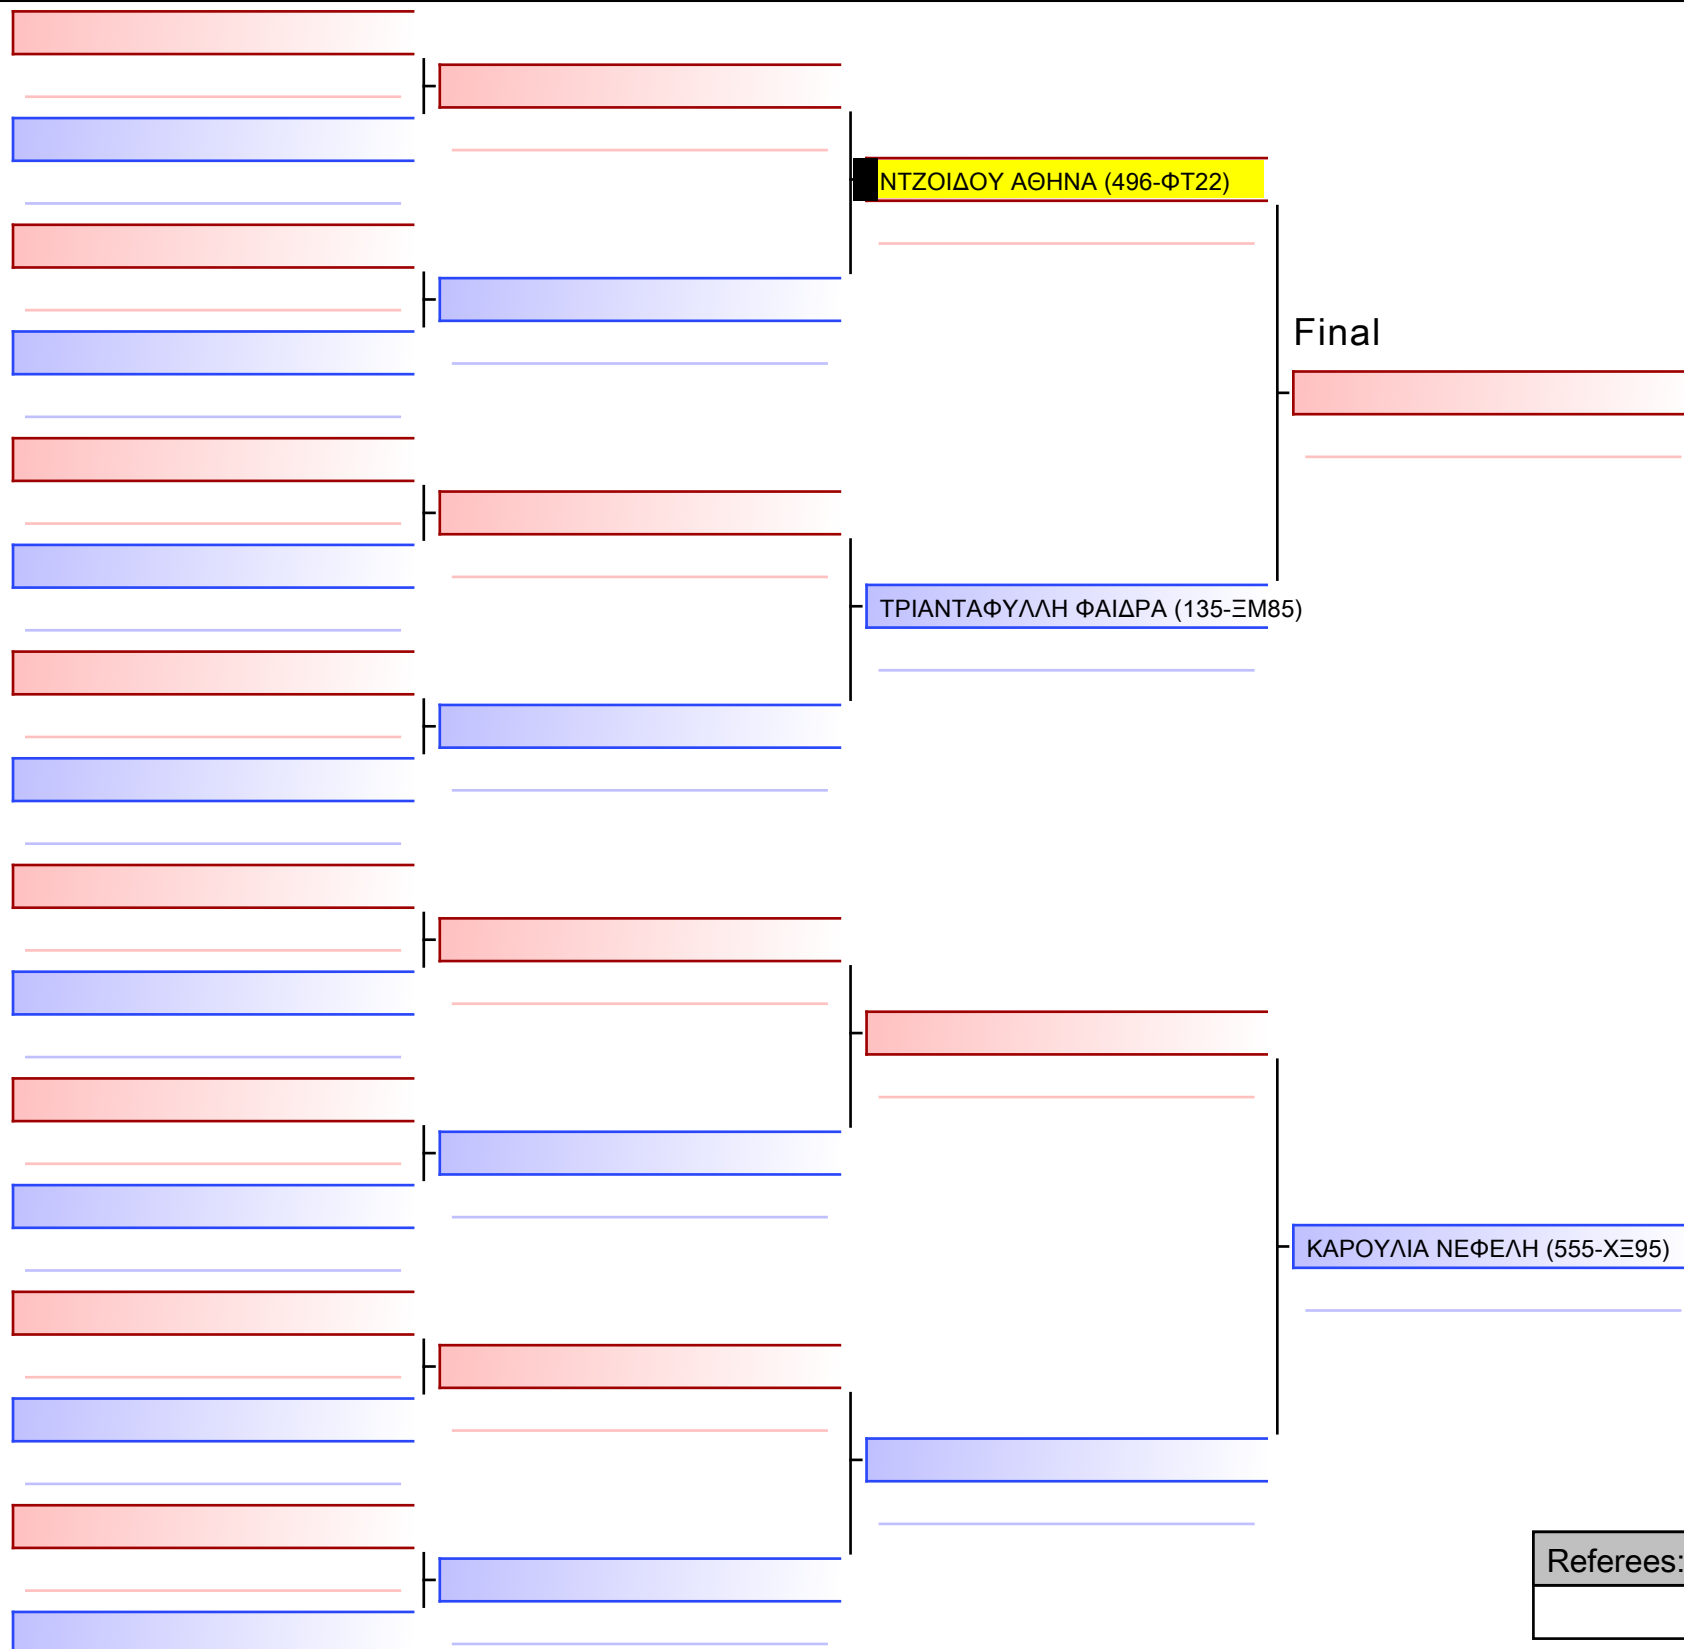 ΝΤΖΟΙΔΟΥ ΑΘΗΝΑ (496-ΦΤ22)
Final
ΤΡΙΑΝΤΑΦΥΛΛΗ ΦΑΙΔΡΑ (135-ΞΜ85)
ΚΑΡΟΥΛΙΑ ΝΕΦΕΛΗ (555-ΧΞ95)
Referees: